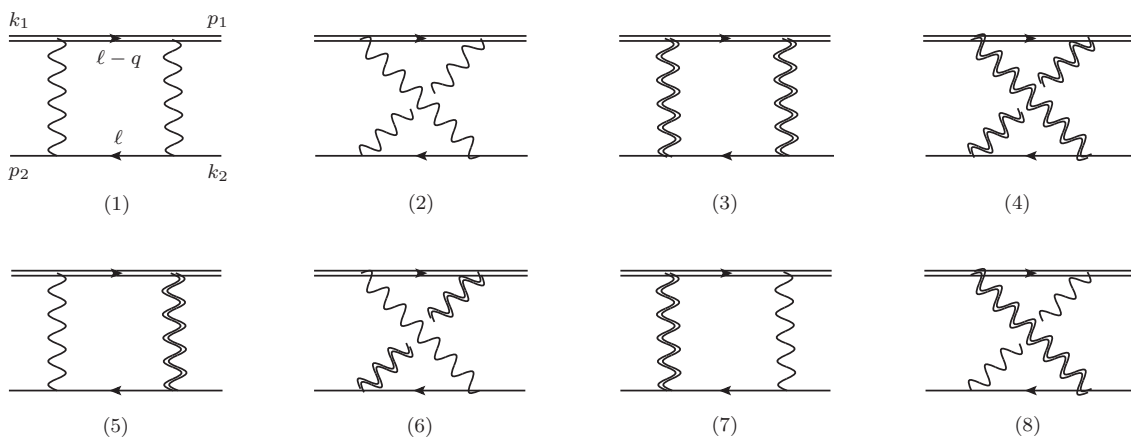 k₁ p₁
ℓ − q
ℓ
p₂ k₂
(1) (2) (3) (4)
(5) (6) (7) (8)